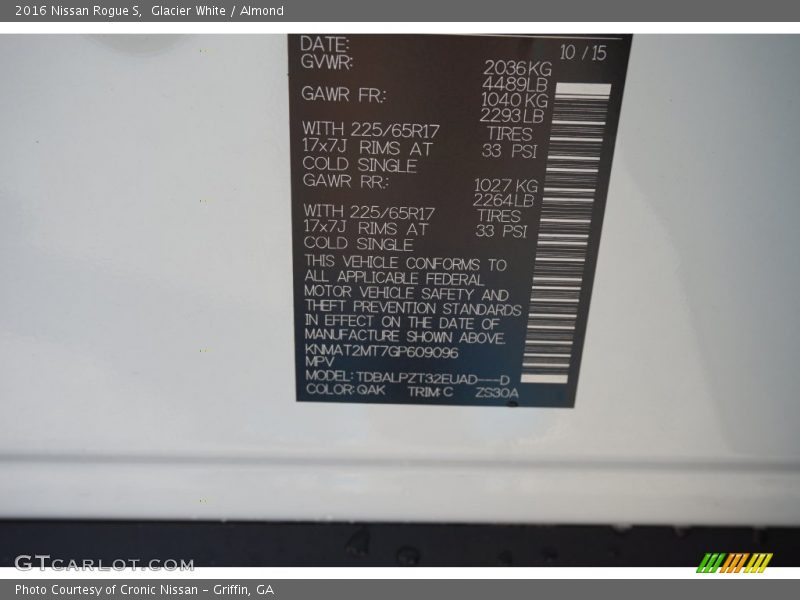 2016 Nissan Rogue S,  Glacier White / Almond
DATE: 10 / 15
GVWR: 2036 KG
4489LB
GAWR FR.: 1040 KG
2293 LB
WITH 225/65R17 TIRES
17x7J RIMS AT 33 PSI
COLD SINGLE
GAWR RR.: 1027 KG
2264LB
WITH 225/65R17 TIRES
17x7J RIMS AT 33 PSI
COLD SINGLE
THIS VEHICLE CONFORMS TO
ALL APPLICABLE FEDERAL
MOTOR VEHICLE SAFETY AND
THEFT PREVENTION STANDARDS
IN EFFECT ON THE DATE OF
MANUFACTURE SHOWN ABOVE.
KNMAT2MT7GP609096
MPV
MODEL: TDBALPZT32EUAD---D
COLOR: QAK TRIM: C ZS30A
GTCARLOT.COM
Photo Courtesy of Cronic Nissan - Griffin, GA